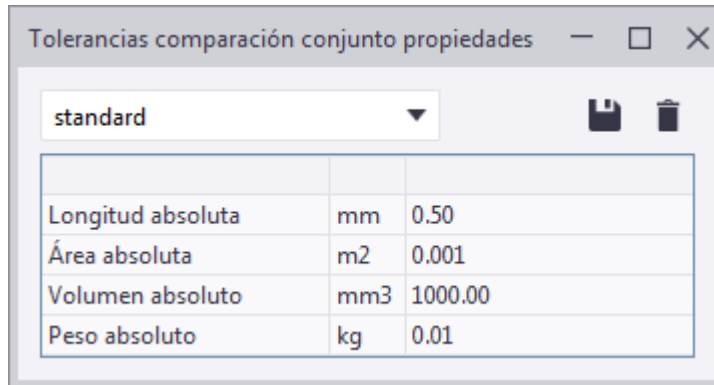 Tolerancias comparación conjunto propiedades
standard
Longitud absoluta mm 0.50
Área absoluta m2 0.001
Volumen absoluto mm3 1000.00
Peso absoluto kg 0.01